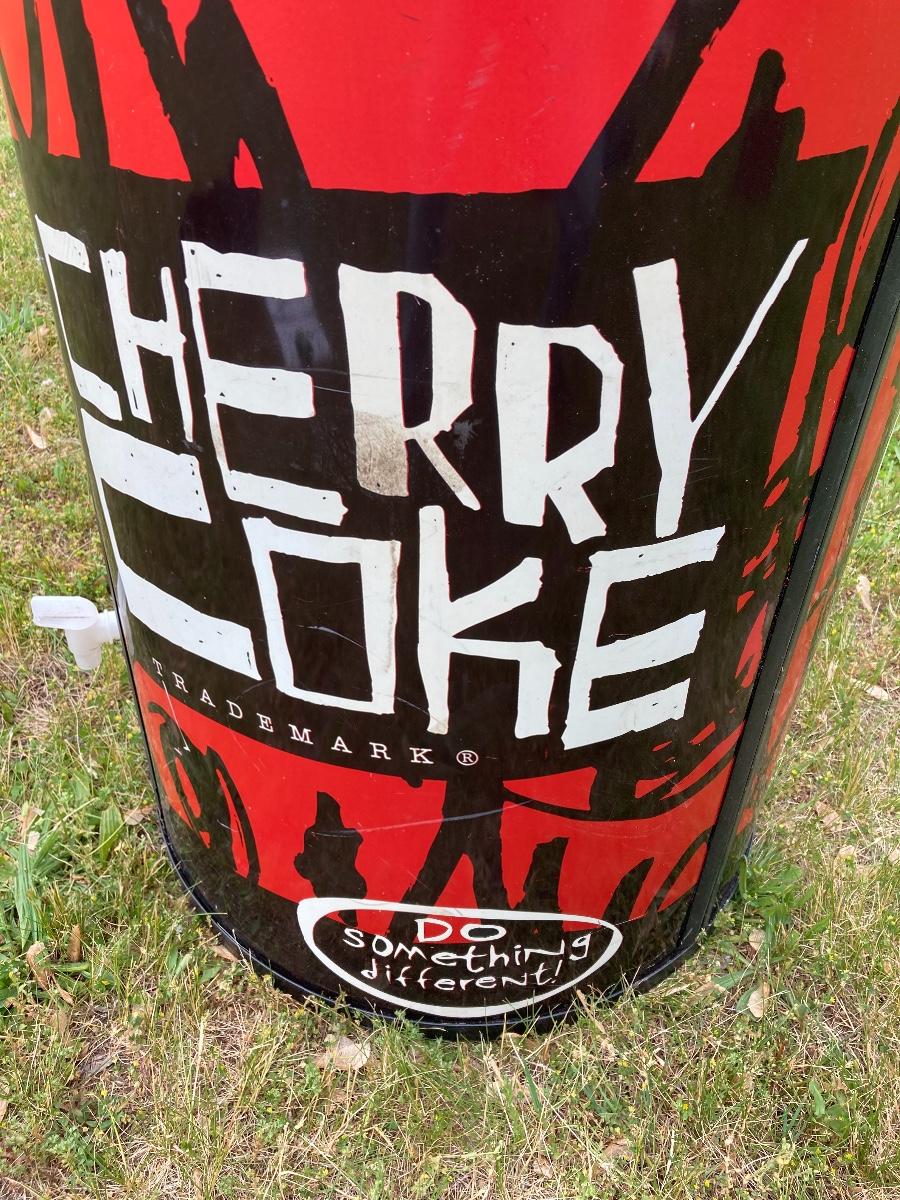 CHERRY
COKE
TRADEMARK ®
DO
something
different!